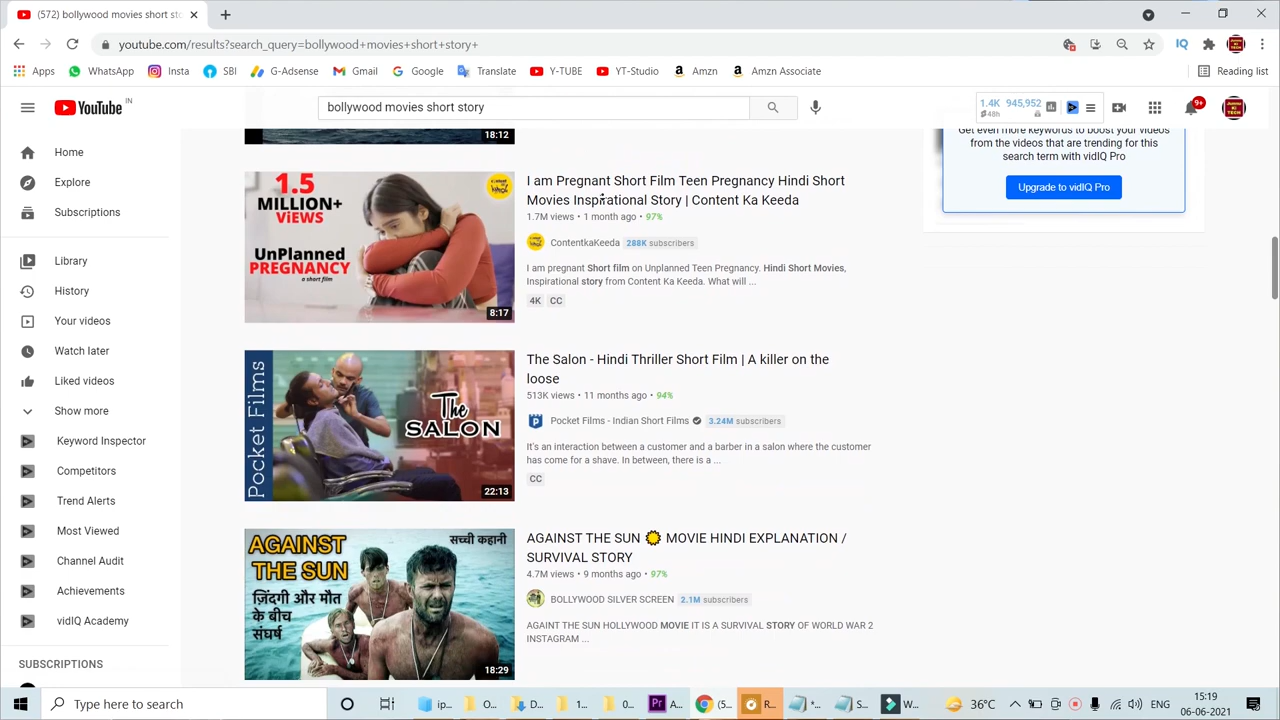 (572) bollywood movies short sto
youtube.com/results?search_query=bollywood+movies+short+story+
Apps
WhatsApp
Insta
SBI
G-Adsense
Gmail
Google
Translate
Y-TUBE
YT-Studio
Amzn
Amzn Associate
Reading list
YouTube IN
bollywood movies short story
1.4K 945,952
48h
9+
Get even more keywords to boost your videos
from the videos that are trending for this
search term with vidIQ Pro
Upgrade to vidIQ Pro
Home
Explore
Subscriptions
Library
History
Your videos
Watch later
Liked videos
Show more
Keyword Inspector
Competitors
Trend Alerts
Most Viewed
Channel Audit
Achievements
vidIQ Academy
SUBSCRIPTIONS
18:12
1.5
MILLION+
ViEWS
UnPlanned
PREGNANCY
a short film
8:17
I am Pregnant Short Film Teen Pregnancy Hindi Short
Movies Inspirational Story | Content Ka Keeda
1.7M views • 1 month ago • 97%
ContentkaKeeda 288K subscribers
I am pregnant Short film on Unplanned Teen Pregnancy. Hindi Short Movies,
Inspirational story from Content Ka Keeda. What will ...
4K CC
Pocket Films
The
SALON
22:13
The Salon - Hindi Thriller Short Film | A killer on the
loose
513K views • 11 months ago • 94%
Pocket Films - Indian Short Films 3.24M subscribers
It's an interaction between a customer and a barber in a salon where the customer
has come for a shave. In between, there is a ...
CC
AGAINST
THE SUN
सच्ची कहानी
ज़िंदगी और मौत
के बीच
संघर्ष
18:29
AGAINST THE SUN MOVIE HINDI EXPLANATION /
SURVIVAL STORY
4.7M views • 9 months ago • 97%
BOLLYWOOD SILVER SCREEN 2.1M subscribers
AGAINT THE SUN HOLLYWOOD MOVIE IT IS A SURVIVAL STORY OF WORLD WAR 2
INSTAGRAM ...
Type here to search
ip...
O...
D...
1...
0...
A...
(5...
R...
S...
W...
36°C
ENG
15:19
06-06-2021